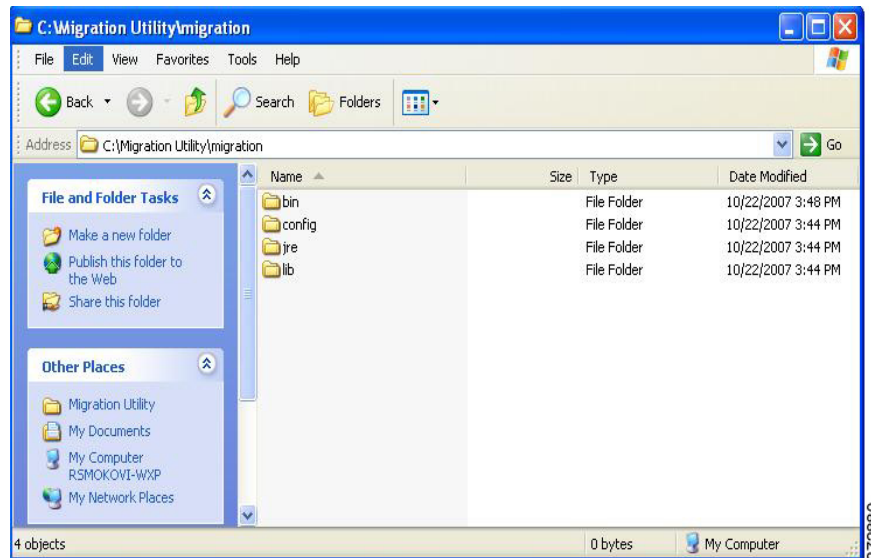 C:\Migration Utility\migration
File Edit View Favorites Tools Help
Back Search Folders
Address C:\Migration Utility\migration Go
Name Size Type Date Modified
File and Folder Tasks
Make a new folder
Publish this folder to
the Web
Share this folder
Other Places
Migration Utility
My Documents
My Computer
RSMOKOVI-WXP
My Network Places
bin File Folder 10/22/2007 3:48 PM
config File Folder 10/22/2007 3:44 PM
jre File Folder 10/22/2007 3:44 PM
lib File Folder 10/22/2007 3:44 PM
4 objects 0 bytes My Computer